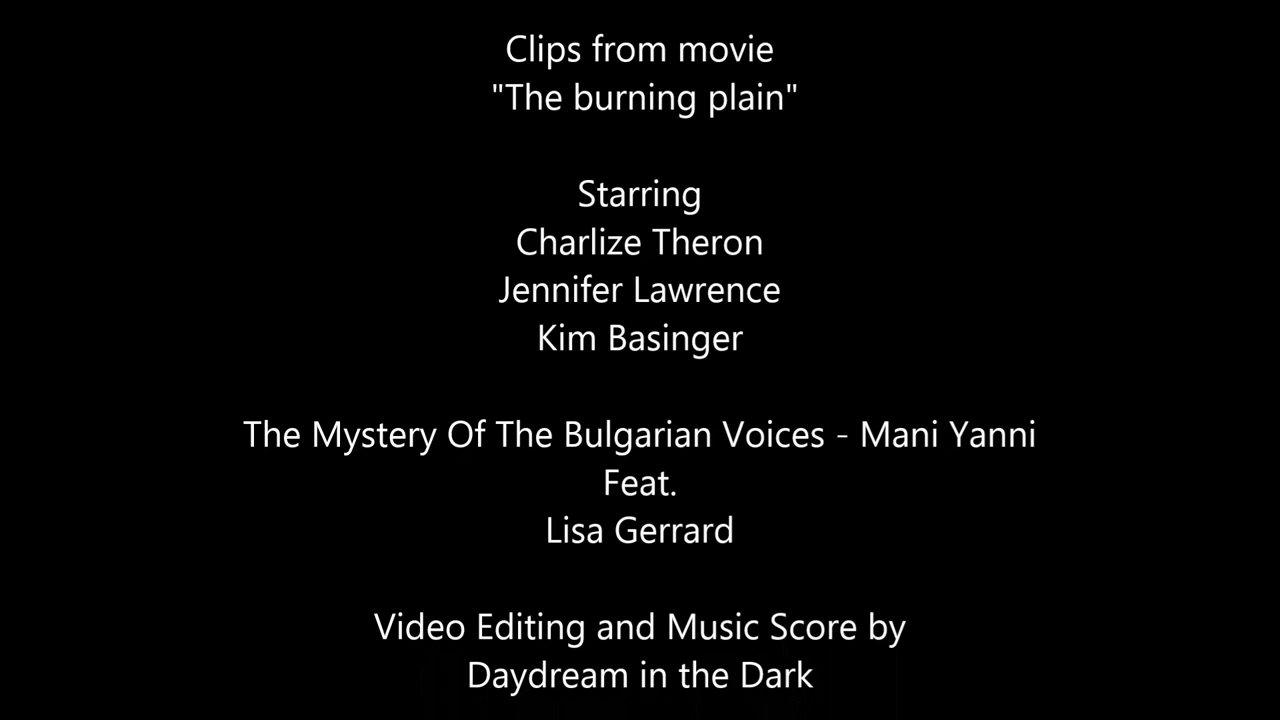 Clips from movie
"The burning plain"
Starring
Charlize Theron
Jennifer Lawrence
Kim Basinger
The Mystery Of The Bulgarian Voices - Mani Yanni
Feat.
Lisa Gerrard
Video Editing and Music Score by
Daydream in the Dark